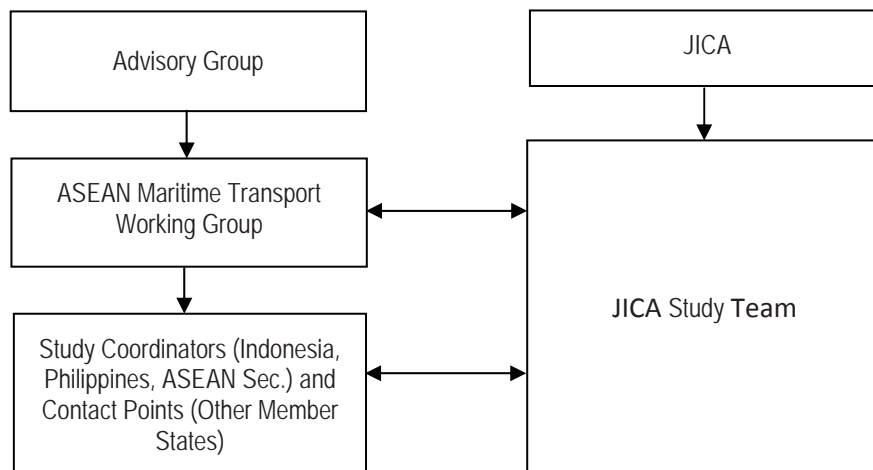 Advisory Group
JICA
ASEAN Maritime Transport
Working Group
JICA Study Team
Study Coordinators (Indonesia,
Philippines, ASEAN Sec.) and
Contact Points (Other Member
States)